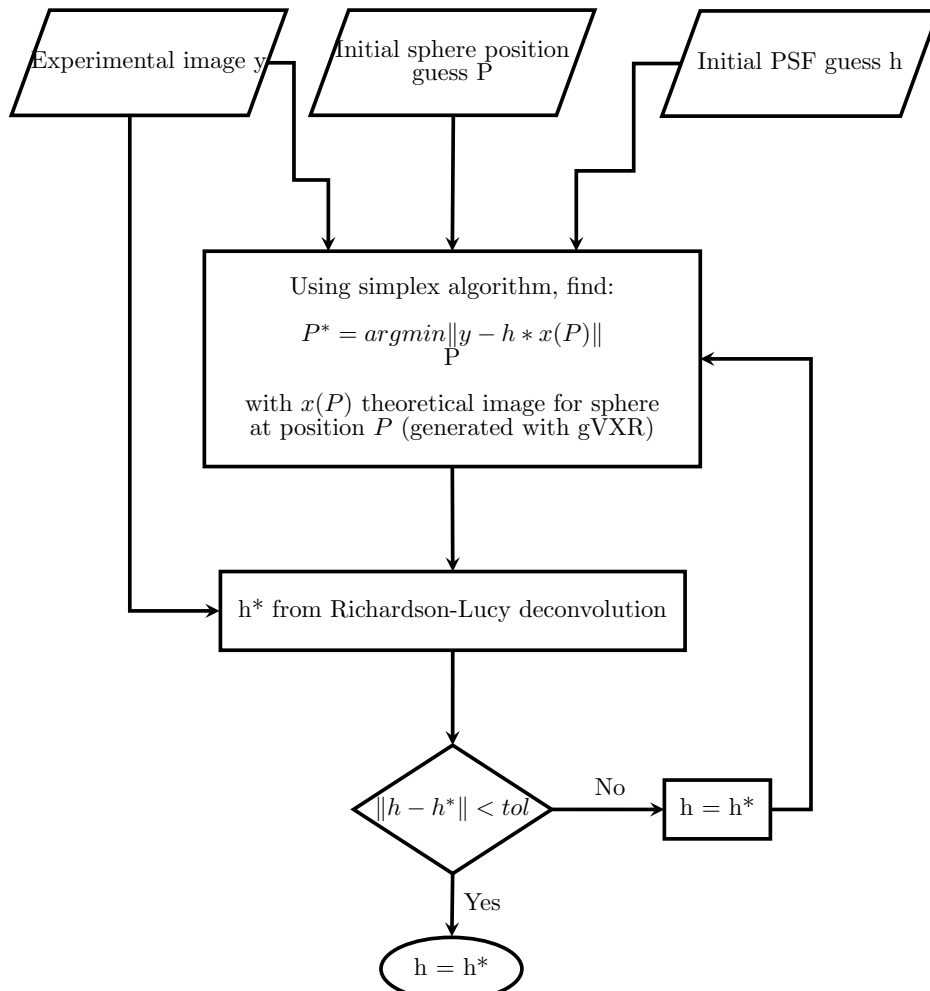 Experimental image y
Initial sphere position
guess P
Initial PSF guess h
Using simplex algorithm, find:
P* = argmin‖y − h ∗ x(P)‖
P
with x(P) theoretical image for sphere
at position P (generated with gVXR)
h* from Richardson-Lucy deconvolution
‖h − h*‖ < tol
No
h = h*
Yes
h = h*